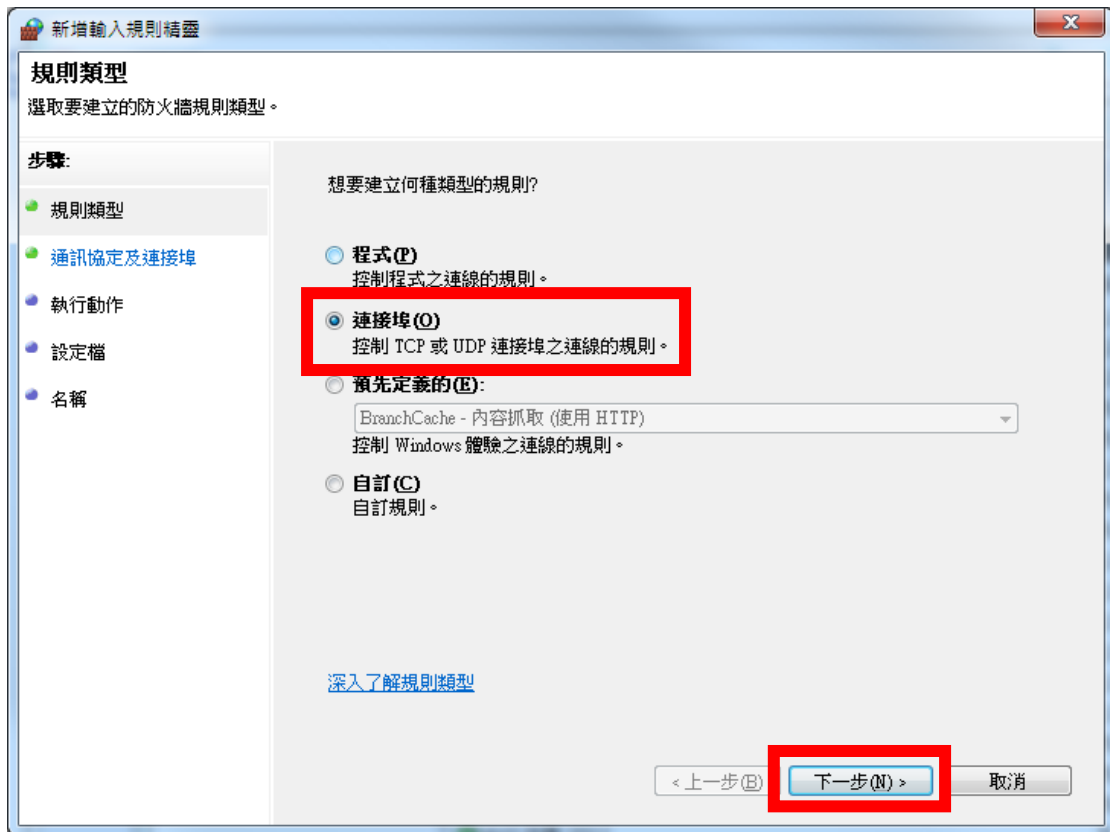 新增輸入規則精靈
規則類型
選取要建立的防火牆規則類型。
步驟:
規則類型
通訊協定及連接埠
執行動作
設定檔
名稱
想要建立何種類型的規則?
程式(P)
控制程式之連線的規則。
連接埠(O)
控制 TCP 或 UDP 連接埠之連線的規則。
預先定義的(E):
BranchCache - 內容抓取 (使用 HTTP)
控制 Windows 體驗之連線的規則。
自訂(C)
自訂規則。
深入了解規則類型
<上一步(B) 下一步(N) > 取消